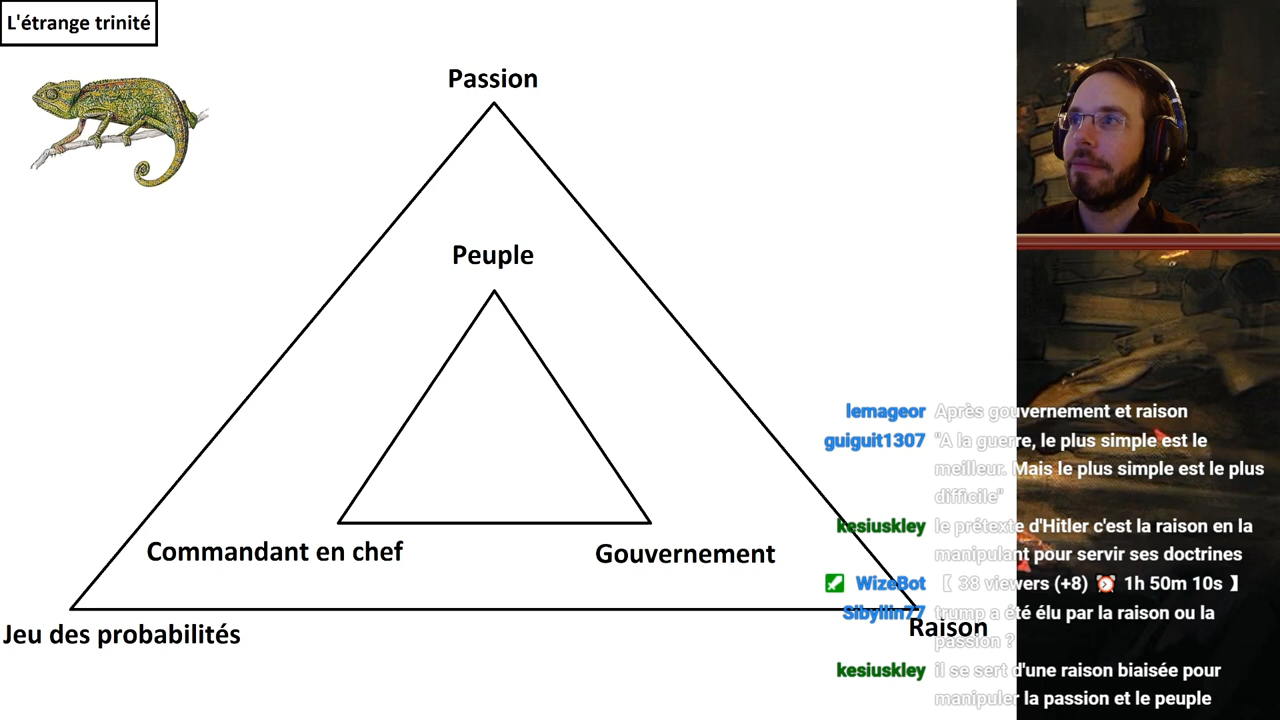 L'étrange trinité
Passion
Peuple
Commandant en chef
Gouvernement
Jeu des probabilités
Raison
lemageor Après gouvernement et raison
guiguit1307 "A la guerre, le plus simple est le
meilleur. Mais le plus simple est le plus
difficile"
kesiuskley le prétexte d'Hitler c'est la raison en la
manipulant pour servir ses doctrines
WizeBot 【 38 viewers (+8) ⏰ 1h 50m 10s 】
Sibyllin77 trump a été élu par la raison ou la
passion ?
kesiuskley il se sert d'une raison biaisée pour
manipuler la passion et le peuple